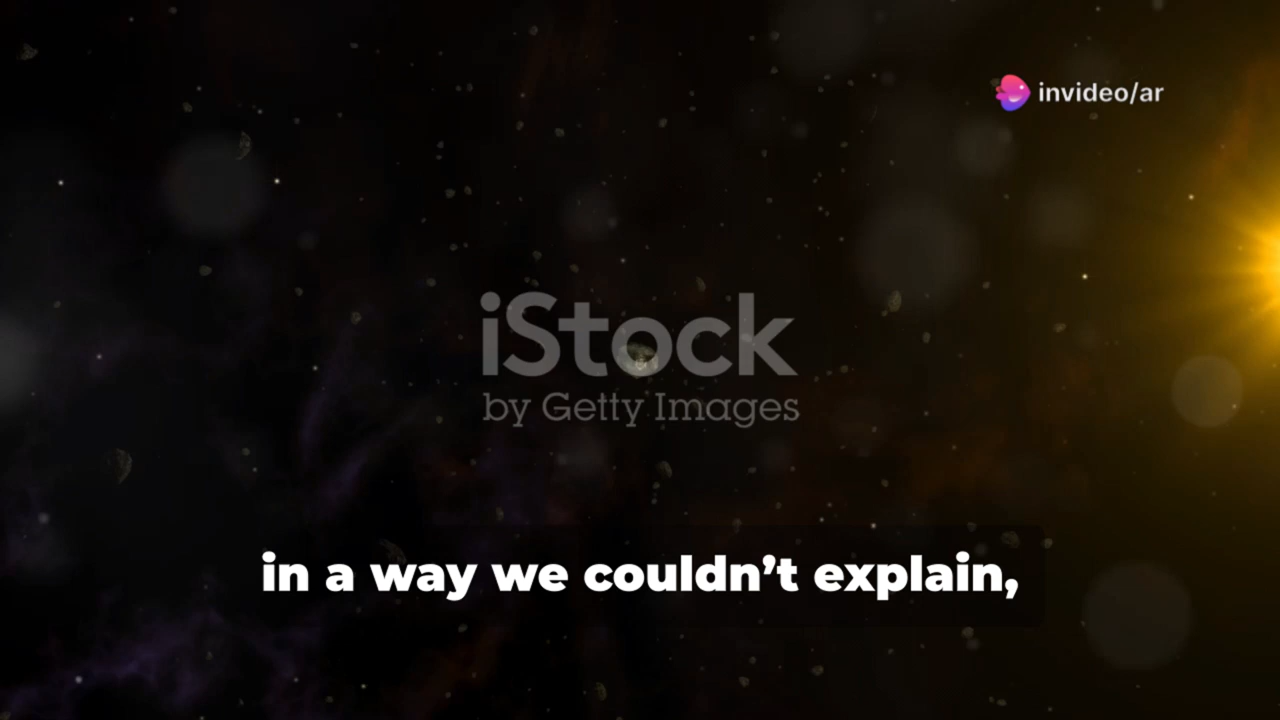 invideo/ar
iStock
by Getty Images
in a way we couldn’t explain,